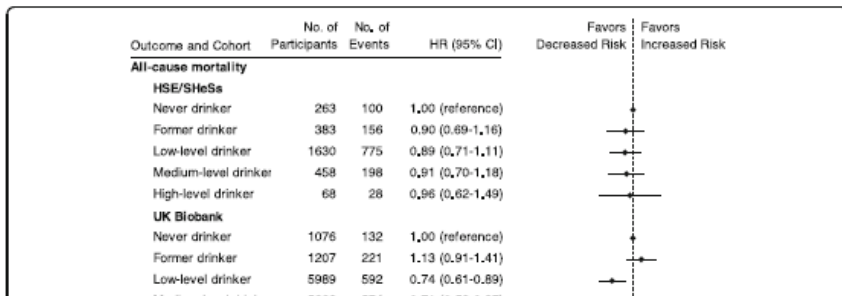 No. of No. of Favors Favors
Outcome and Cohort Participants Events HR (95% CI) Decreased Risk Increased Risk
All-cause mortality
HSE/SHeSs
Never drinker 263 100 1.00 (reference)
Former drinker 383 156 0.90 (0.69-1.16)
Low-level drinker 1630 775 0.89 (0.71-1.11)
Medium-level drinker 458 198 0.91 (0.70-1.18)
High-level drinker 68 28 0.96 (0.62-1.49)
UK Biobank
Never drinker 1076 132 1.00 (reference)
Former drinker 1207 221 1.13 (0.91-1.41)
Low-level drinker 5989 592 0.74 (0.61-0.89)